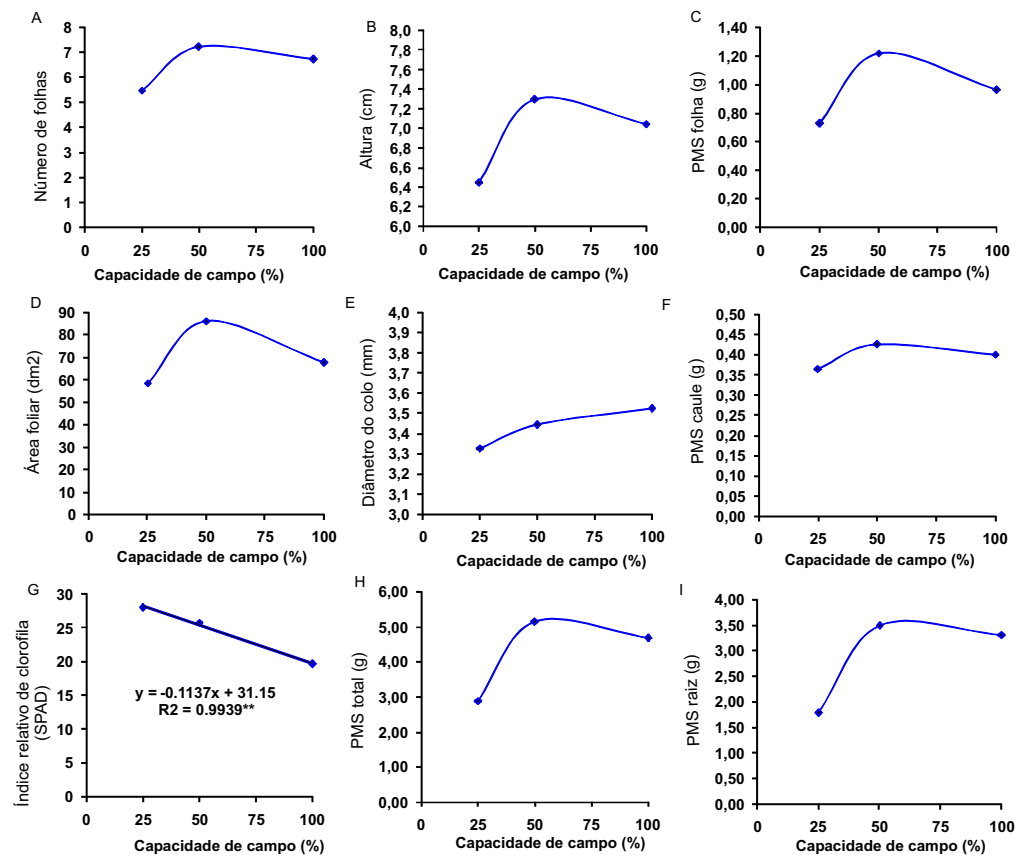 A
Número de folhas
8
7
6
5
4
3
2
1
0
0 25 50 75 100
Capacidade de campo (%)
B
Altura (cm)
8,0
7,8
7,6
7,4
7,2
7,0
6,8
6,6
6,4
6,2
6,0
0 25 50 75 100
Capacidade de campo (%)
C
PMS folha (g)
1,40
1,20
1,00
0,80
0,60
0,40
0,20
0,00
0 25 50 75 100
Capacidade de campo (%)
D
Área foliar (dm2)
90
80
70
60
50
40
30
20
10
0
0 25 50 75 100
Capacidade de campo (%)
E
Diâmetro do colo (mm)
4,0
3,9
3,8
3,7
3,6
3,5
3,4
3,3
3,2
3,1
3,0
0 25 50 75 100
Capacidade de campo (%)
F
PMS caule (g)
0,50
0,45
0,40
0,35
0,30
0,25
0,20
0,15
0,10
0,05
0,00
0 25 50 75 100
Capacidade de campo (%)
G
Índice relativo de clorofila
(SPAD)
30
25
20
15
10
5
0
y = -0.1137x + 31.15
R2 = 0.9939**
0 25 50 75 100
Capacidade de campo (%)
H
PMS total (g)
6,00
5,00
4,00
3,00
2,00
1,00
0,00
0 25 50 75 100
Capacidade de campo (%)
I
PMS raiz (g)
4,00
3,50
3,00
2,50
2,00
1,50
1,00
0,50
0,00
0 25 50 75 100
Capacidade de campo (%)